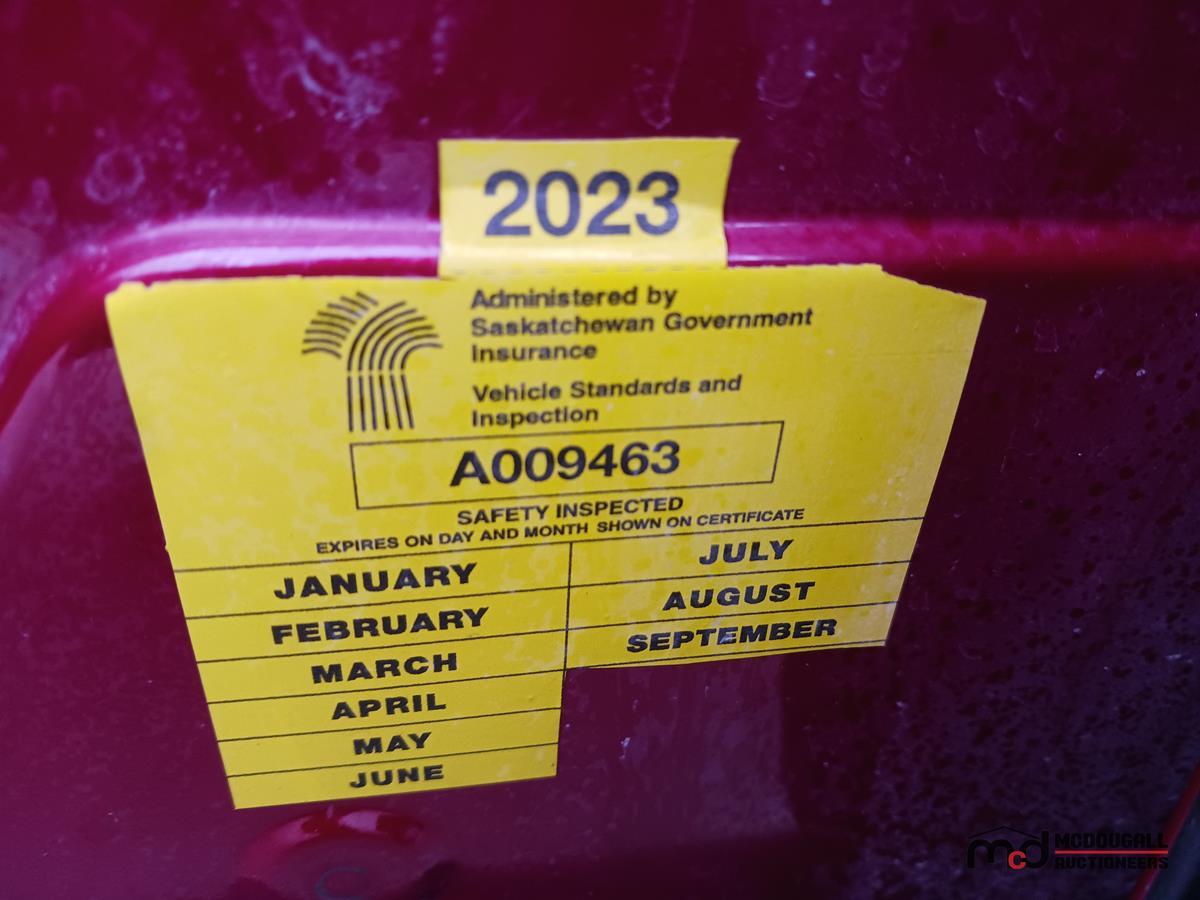 2023
Administered by
Saskatchewan Government
Insurance
Vehicle Standards and
Inspection
A009463
SAFETY INSPECTED
EXPIRES ON DAY AND MONTH SHOWN ON CERTIFICATE
JANUARY
FEBRUARY
MARCH
APRIL
MAY
JUNE
JULY
AUGUST
SEPTEMBER
mcd
MCDOUGALL
AUCTIONEERS